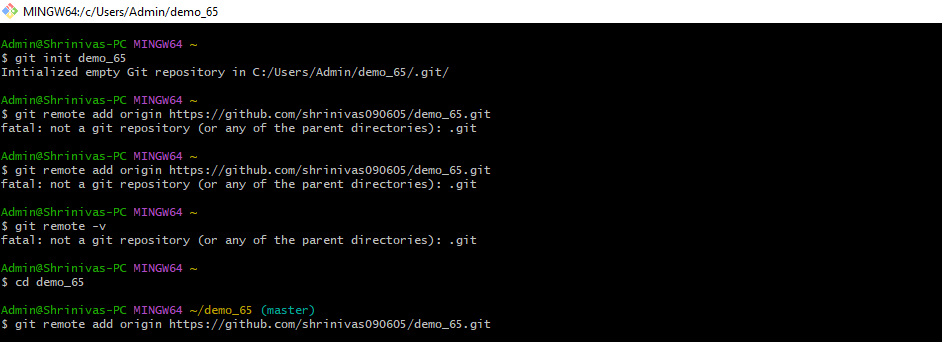 MINGW64:/c/Users/Admin/demo_65
Admin@Shrinivas-PC MINGW64 ~
$ git init demo_65
Initialized empty Git repository in C:/Users/Admin/demo_65/.git/
Admin@Shrinivas-PC MINGW64 ~
$ git remote add origin https://github.com/shrinivas090605/demo_65.git
fatal: not a git repository (or any of the parent directories): .git
Admin@Shrinivas-PC MINGW64 ~
$ git remote add origin https://github.com/shrinivas090605/demo_65.git
fatal: not a git repository (or any of the parent directories): .git
Admin@Shrinivas-PC MINGW64 ~
$ git remote -v
fatal: not a git repository (or any of the parent directories): .git
Admin@Shrinivas-PC MINGW64 ~
$ cd demo_65
Admin@Shrinivas-PC MINGW64 ~/demo_65 (master)
$ git remote add origin https://github.com/shrinivas090605/demo_65.git